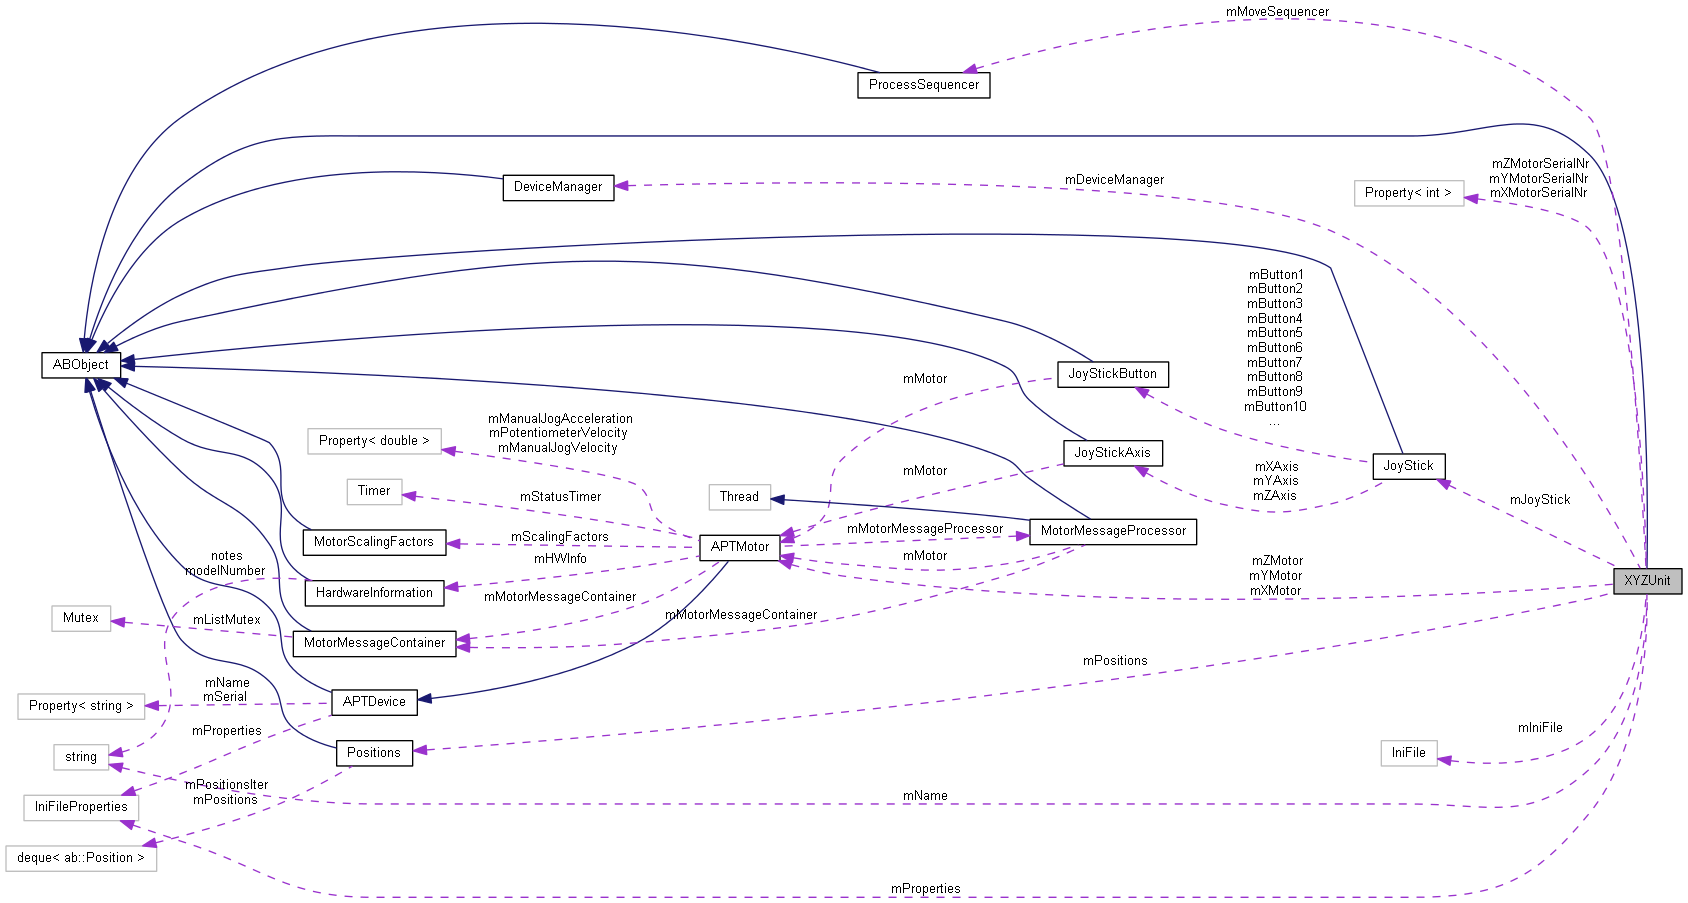 mMoveSequencer
ProcessSequencer
mZMotorSerialNr
mYMotorSerialNr
mXMotorSerialNr
DeviceManager
mDeviceManager
Property< int >
mButton1
mButton2
mButton3
mButton4
mButton5
mButton6
mButton7
mButton8
mButton9
mButton10
...
ABObject
JoyStickButton
mMotor
mManualJogAcceleration
mPotentiometerVelocity
mManualJogVelocity
Property< double >
JoyStickAxis
JoyStick
mMotor
mXAxis
mYAxis
mZAxis
Timer
mStatusTimer
Thread
mJoyStick
MotorScalingFactors
mScalingFactors
APTMotor
mMotorMessageProcessor
MotorMessageProcessor
mHWInfo
mMotor
notes
modelNumber
mZMotor
mYMotor
mXMotor
XYZUnit
HardwareInformation
mMotorMessageContainer
mMotorMessageContainer
Mutex
mListMutex
MotorMessageContainer
mPositions
mName
mSerial
Property< string >
APTDevice
mProperties
mIniFile
string
Positions
IniFile
mPositionsIter
mPositions
mName
IniFileProperties
deque< ab::Position >
mProperties